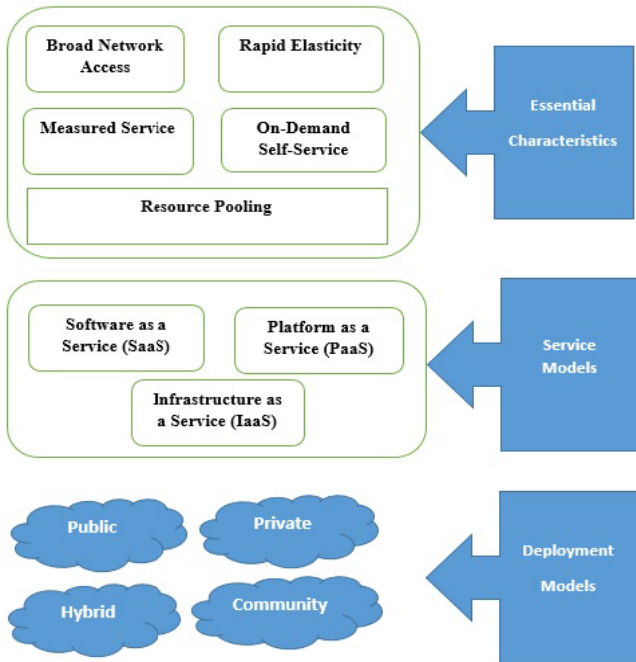 Broad Network
Access
Rapid Elasticity
Measured Service
On-Demand
Self-Service
Resource Pooling
Essential
Characteristics
Software as a
Service (SaaS)
Platform as a
Service (PaaS)
Infrastructure as
a Service (IaaS)
Service
Models
Public
Private
Hybrid
Community
Deployment
Models